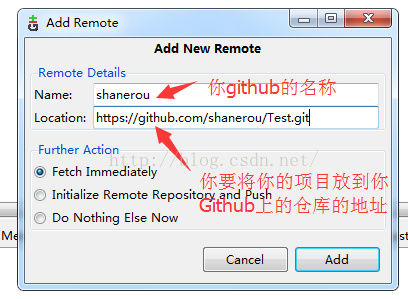 Add Remote
Add New Remote
Remote Details
Name: shanerou
你github的名称
Location: https://github.com/shanerou/Test.git
Further Action
http://blog.csdn.net/
Fetch Immediately
你要将你的项目放到你
Github上的仓库的地址
Initialize Remote Repository and Push
Do Nothing Else Now
Me
st
Cancel
Add